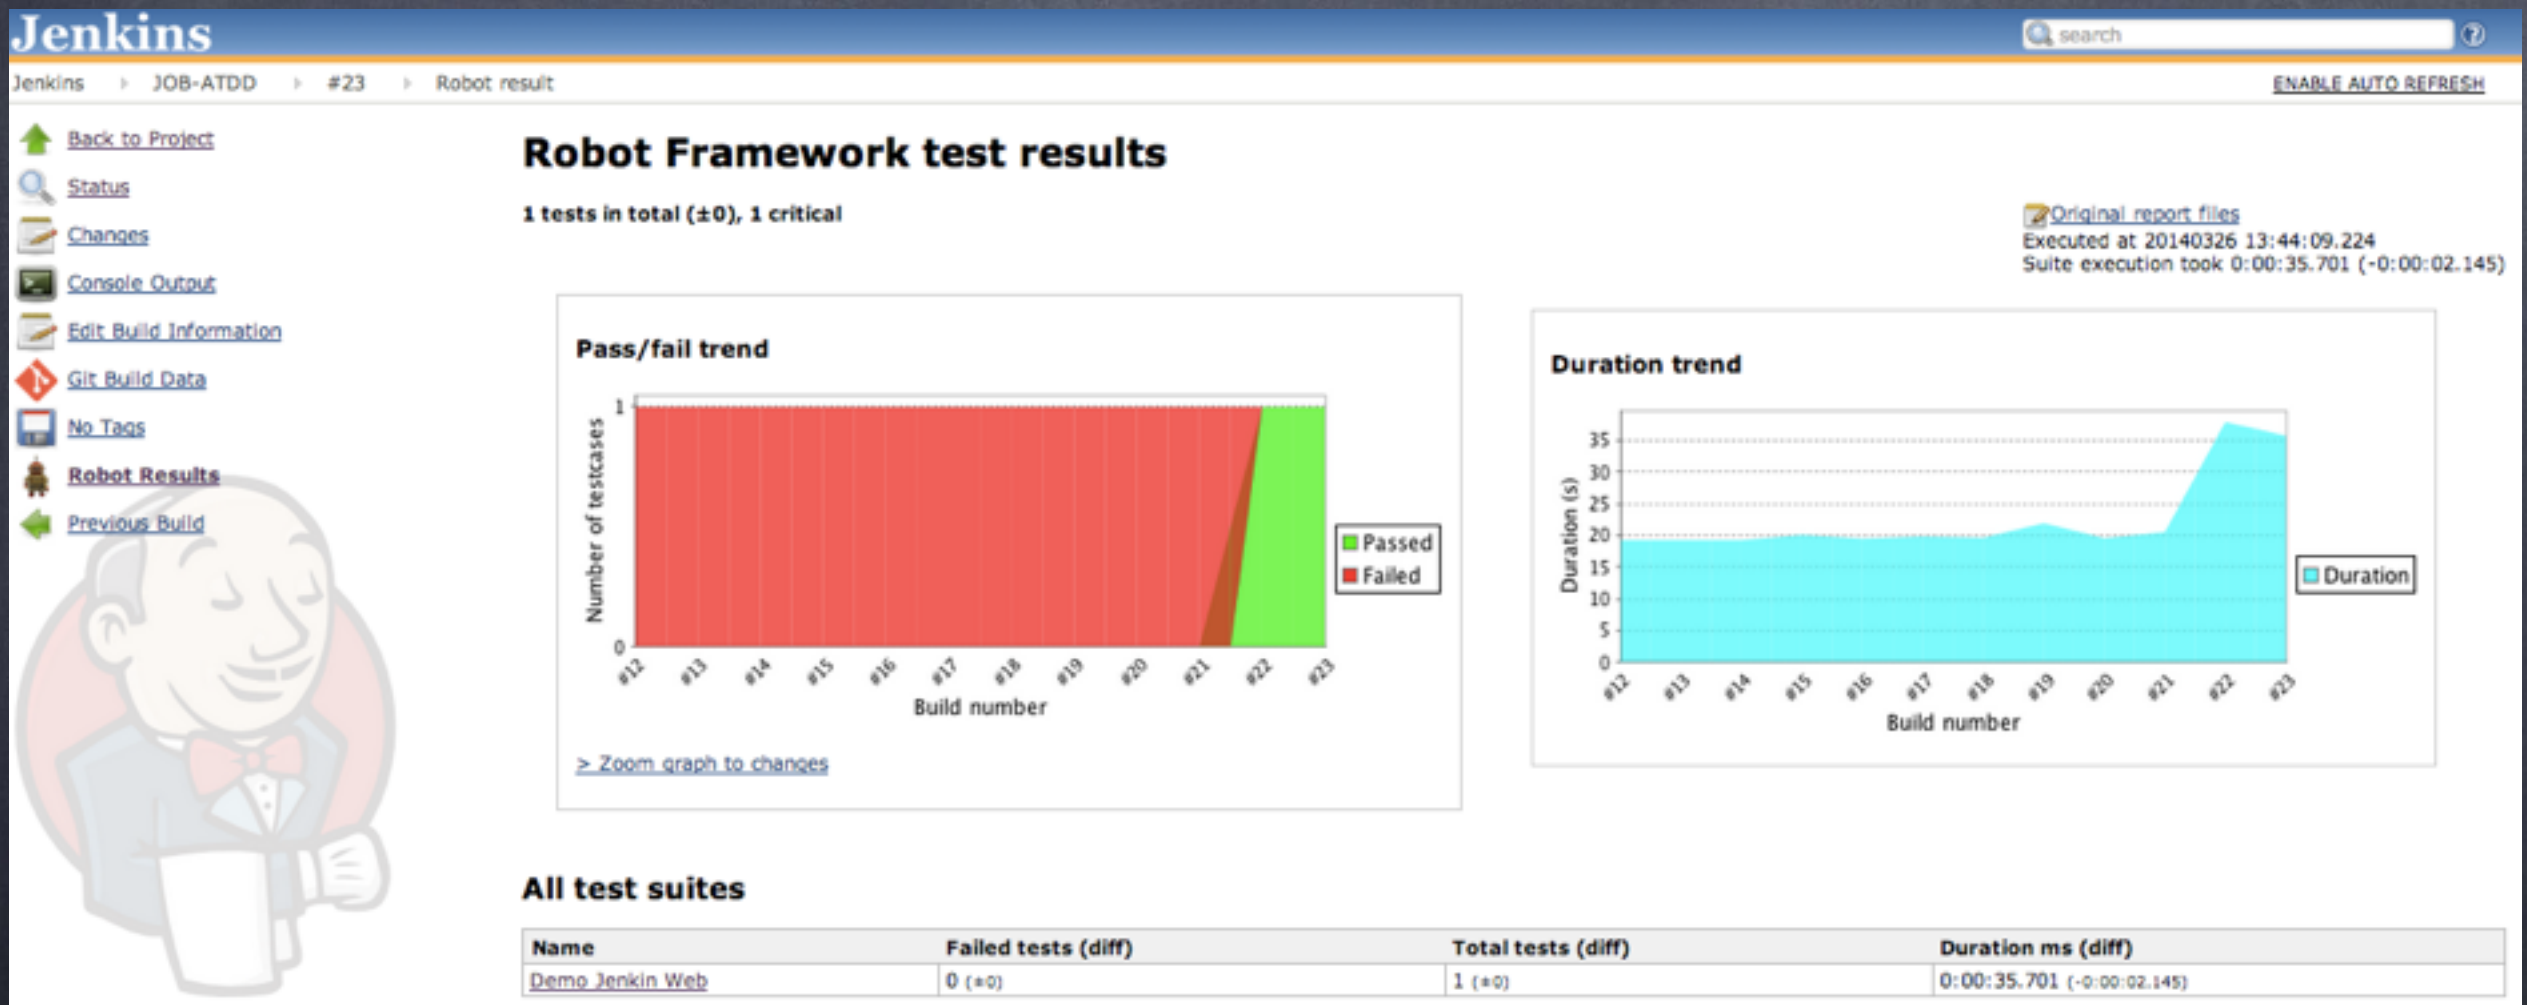 Jenkins
search
Jenkins JOB-ATDD #23 Robot result
ENABLE AUTO REFRESH
Back to Project
Status
Changes
Console Output
Edit Build Information
Git Build Data
No Tags
Robot Results
Previous Build
Robot Framework test results
1 tests in total (±0), 1 critical
Original report files
Executed at 20140326 13:44:09.224
Suite execution took 0:00:35.701 (-0:00:02.145)
Pass/fail trend
Number of testcases
1
0
#12 #13 #14 #15 #16 #17 #18 #19 #20 #21 #22 #23
Build number
Passed
Failed
> Zoom graph to changes
Duration trend
Duration (s)
35
30
25
20
15
10
5
0
#12 #13 #14 #15 #16 #17 #18 #19 #20 #21 #22 #23
Build number
Duration
All test suites
Name Failed tests (diff) Total tests (diff) Duration ms (diff)
Demo Jenkin Web 0 (±0) 1 (±0) 0:00:35.701 (-0:00:02.145)